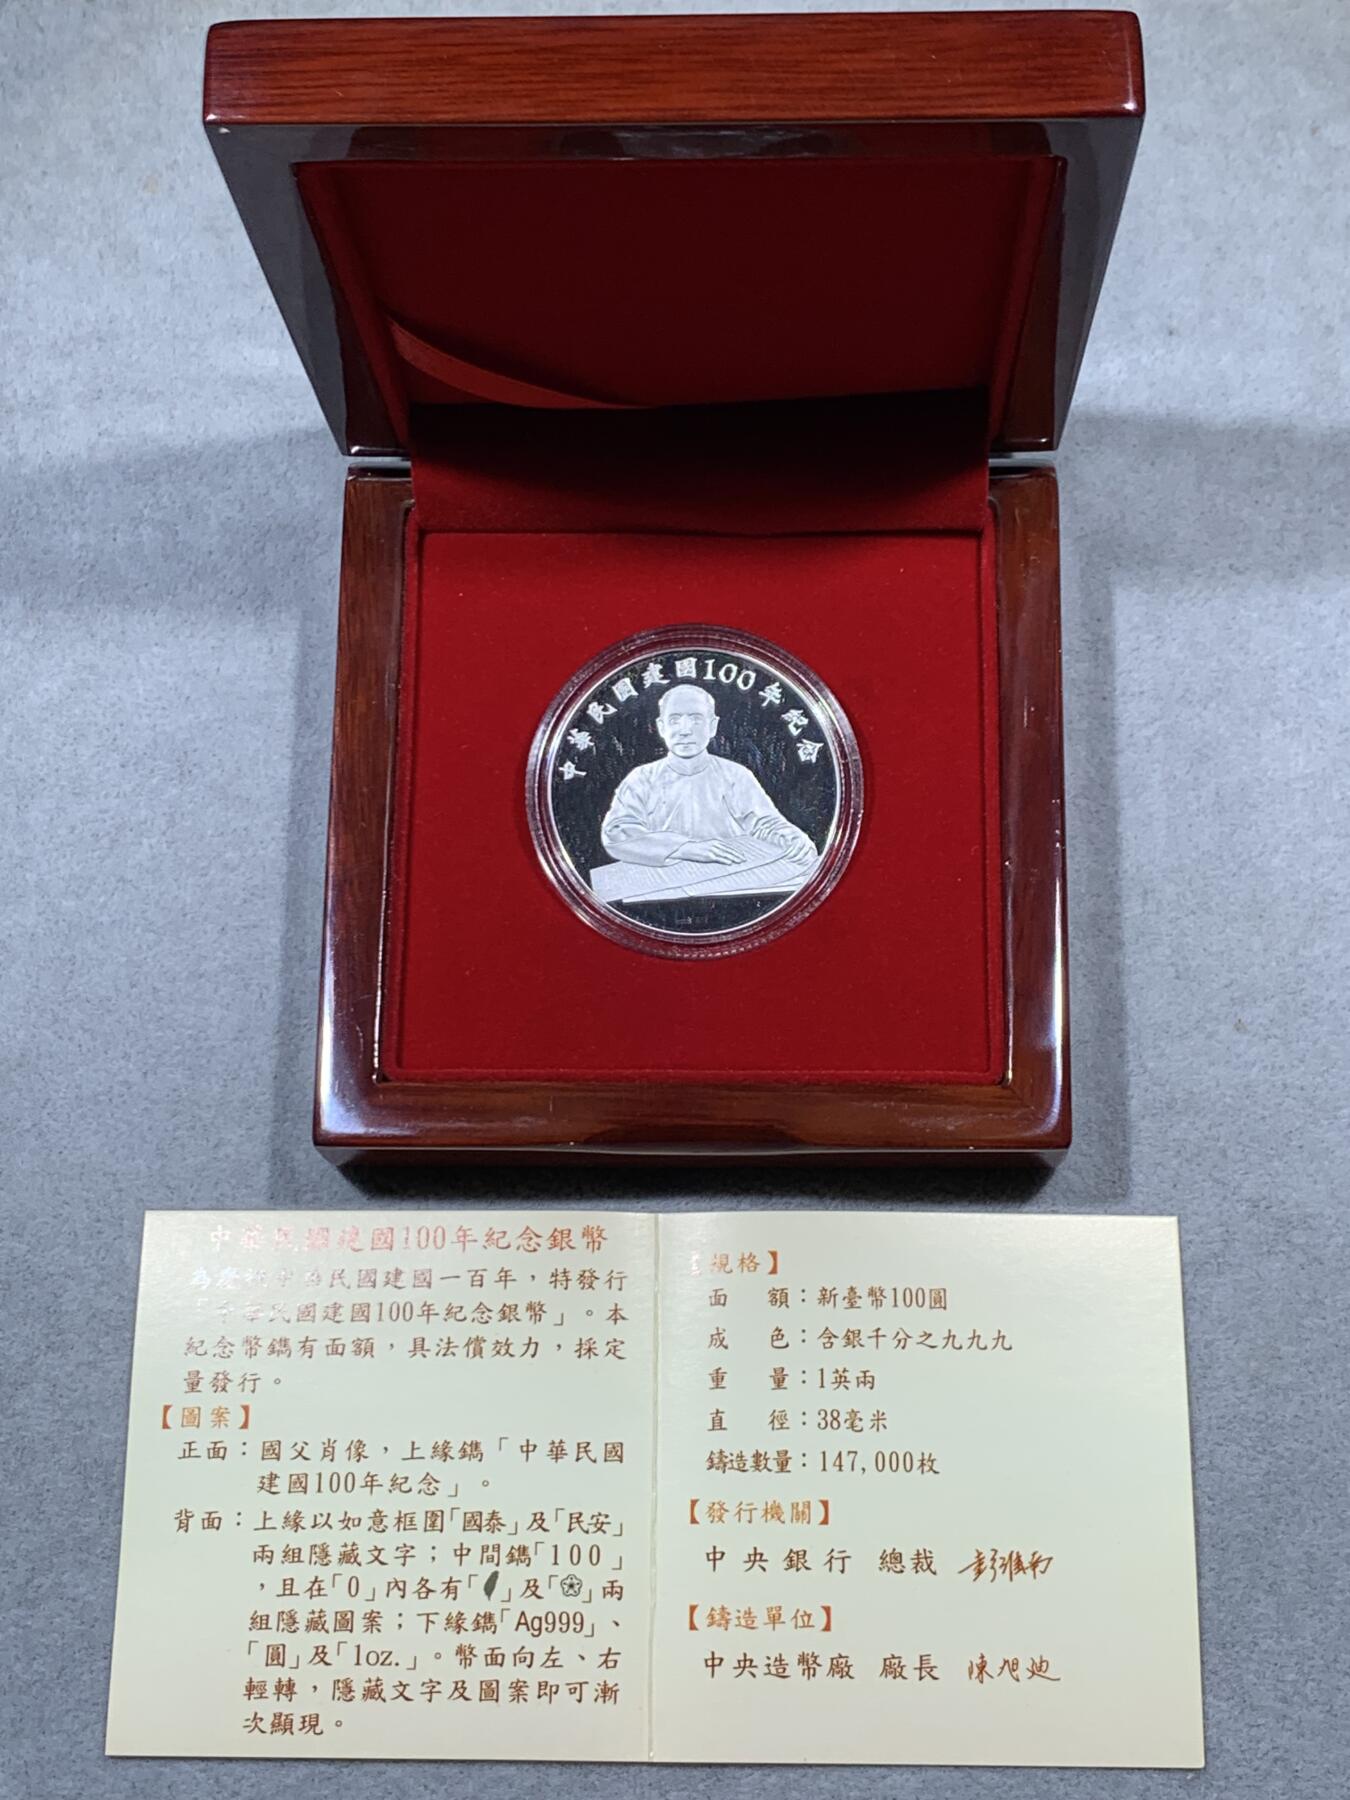 中華民國建國100年紀念
中華民國建國100年紀念銀幣
為慶祝中華民國建國一百年，特發行
「中華民國建國100年紀念銀幣」。本
紀念幣鐫有面額，具法償效力，採定
量發行。
【圖案】
正面：國父肖像，上緣鐫「中華民國
建國100年紀念」。
背面：上緣以如意框圍「國泰」及「民安」
兩組隱藏文字；中間鐫「100」
，且在「0」內各有「」及「」兩
組隱藏圖案；下緣鐫「Ag999」、
「圓」及「1oz.」。幣面向左、右
輕轉，隱藏文字及圖案即可漸
次顯現。
【規格】
面 額：新臺幣100圓
成 色：含銀千分之九九九
重 量：1英兩
直 徑：38毫米
鑄造數量：147,000枚
【發行機關】
中央銀行 總裁 彭淮南
【鑄造單位】
中央造幣廠 廠長